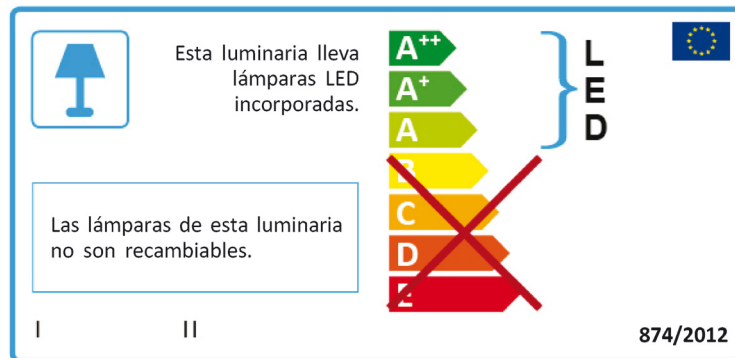 Esta luminaria lleva
lámparas LED
incorporadas.
A++
A+
A
B
C
D
E
L
E
D
Las lámparas de esta luminaria
no son recambiables.
I II
874/2012